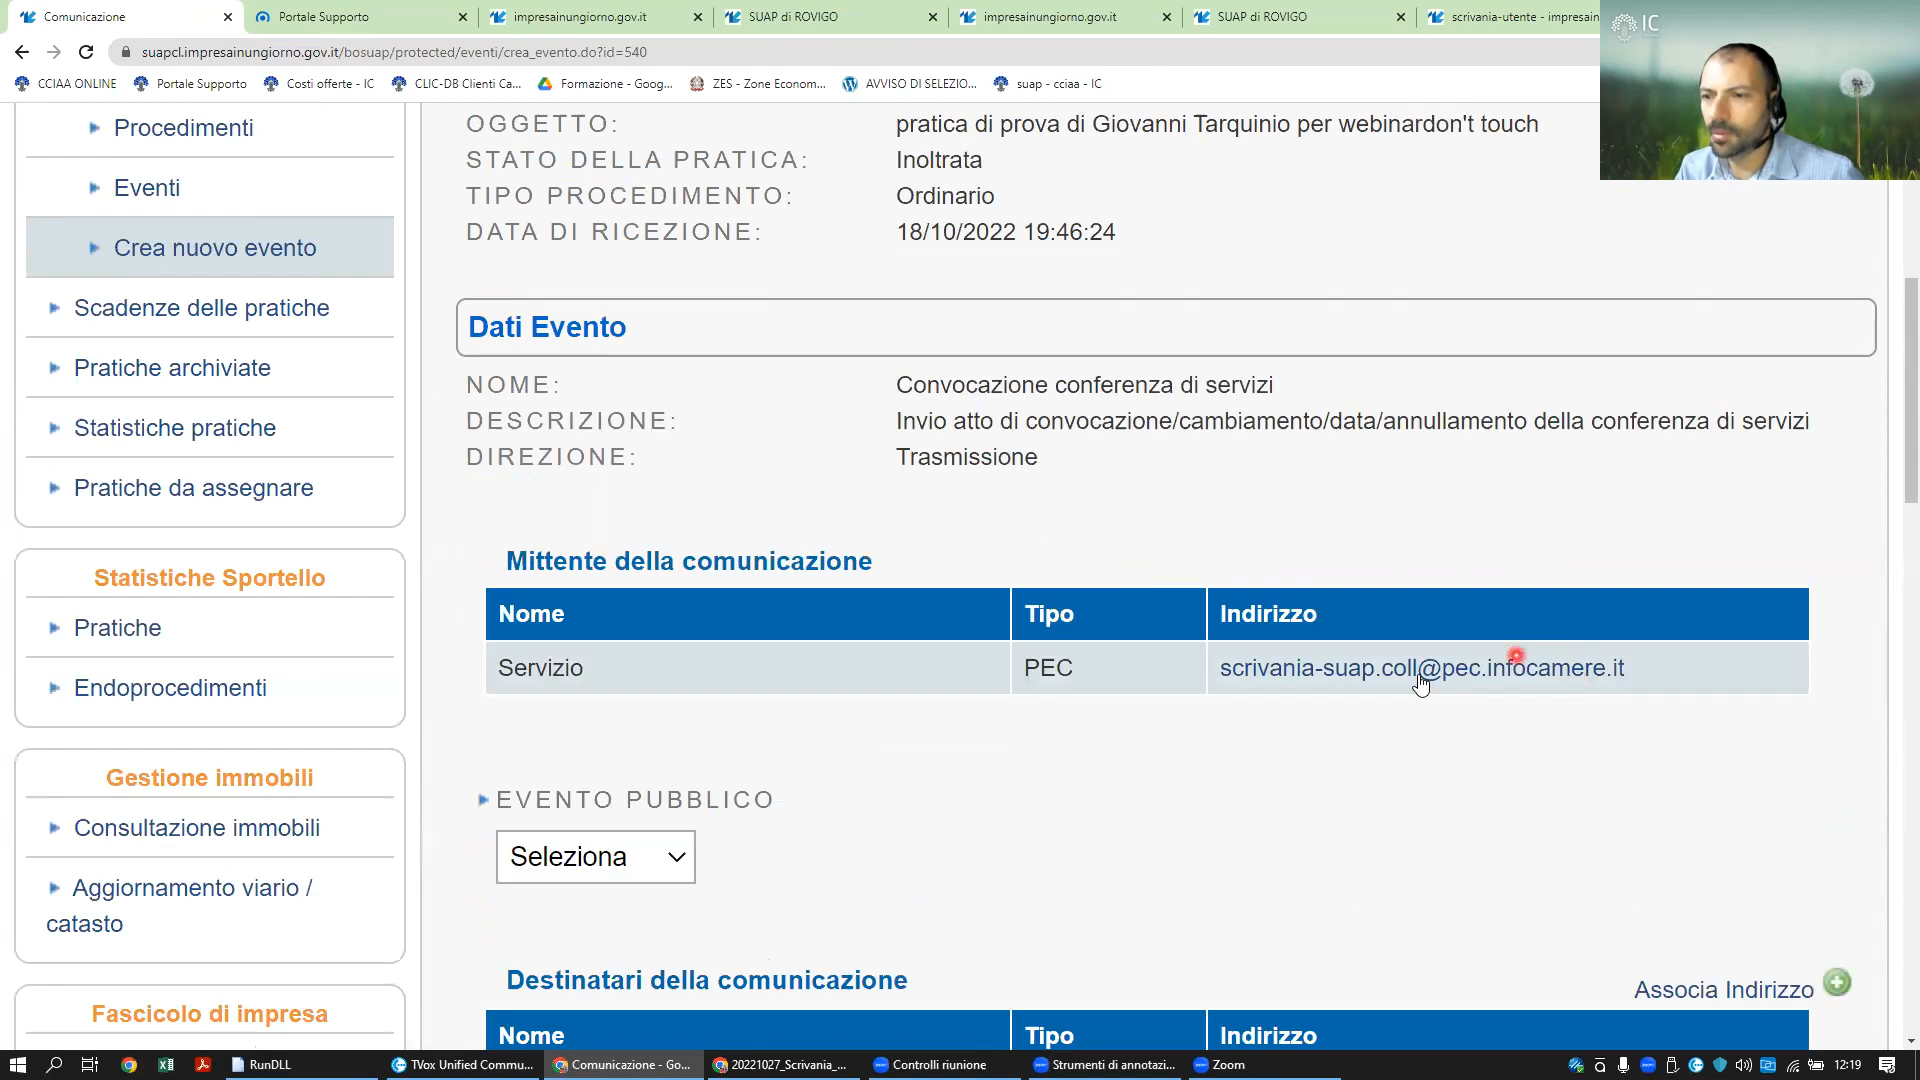 Comunicazione
Portale Supporto
impresainungiorno.gov.it
SUAP di ROVIGO
impresainungiorno.gov.it
SUAP di ROVIGO
scrivania-utente - impresain
IC
suapcl.impresainungiorno.gov.it/bosuap/protected/eventi/crea_evento.do?id=540
CCIAA ONLINE
Portale Supporto
Costi offerte - IC
CLIC-DB Clienti Ca...
Formazione - Goog...
ZES - Zone Econom...
AVVISO DI SELEZIO...
suap - cciaa - IC
Procedimenti
Eventi
Crea nuovo evento
Scadenze delle pratiche
Pratiche archiviate
Statistiche pratiche
Pratiche da assegnare
Statistiche Sportello
Pratiche
Endoprocedimenti
Gestione immobili
Consultazione immobili
Aggiornamento viario /
catasto
Fascicolo di impresa
OGGETTO: pratica di prova di Giovanni Tarquinio per webinardon't touch
STATO DELLA PRATICA: Inoltrata
TIPO PROCEDIMENTO: Ordinario
DATA DI RICEZIONE: 18/10/2022 19:46:24
Dati Evento
NOME: Convocazione conferenza di servizi
DESCRIZIONE: Invio atto di convocazione/cambiamento/data/annullamento della conferenza di servizi
DIREZIONE: Trasmissione
Mittente della comunicazione
Nome Tipo Indirizzo
Servizio PEC scrivania-suap.coll@pec.infocamere.it
EVENTO PUBBLICO
Seleziona
Destinatari della comunicazione
Associa Indirizzo
Nome Tipo Indirizzo
RunDLL
TVox Unified Commu...
Comunicazione - Go...
20221027_Scrivania_...
Controlli riunione
Strumenti di annotazi...
Zoom
12:19